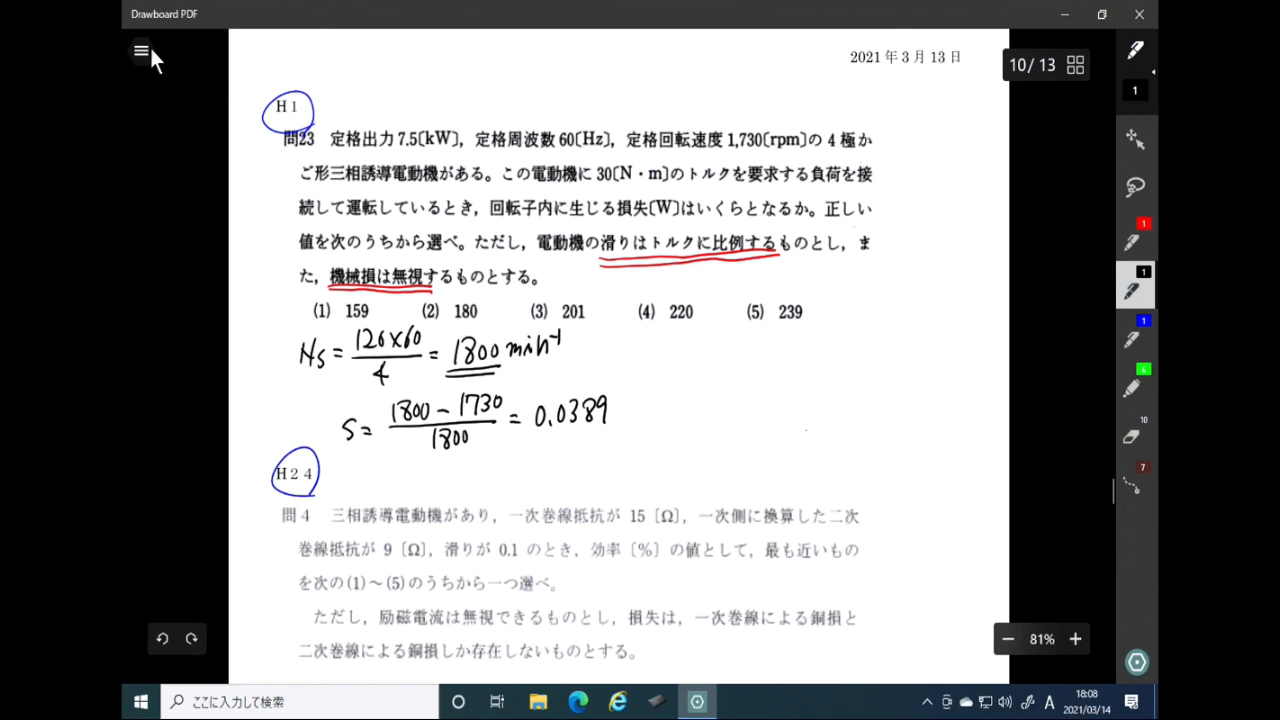 Drawboard PDF
2021年3月13日
10/ 13
1
H1
問23 定格出力7.5〔kW〕,定格周波数60〔Hz〕,定格回転速度1,730〔rpm〕の4極か
ご形三相誘導電動機がある。この電動機に30〔N・m〕のトルクを要求する負荷を接
続して運転しているとき,回転子内に生じる損失〔W〕はいくらとなるか。正しい
値を次のうちから選べ。ただし,電動機の滑りはトルクに比例するものとし,ま
た,機械損は無視するものとする。
(1) 159 (2) 180 (3) 201 (4) 220 (5) 239
Ns = 120×60 / 4 = 1800 min-1
S = 1800 - 1730 / 1800 = 0.0389
H24
問4 三相誘導電動機があり,一次巻線抵抗が 15〔Ω〕,一次側に換算した二次
巻線抵抗が 9〔Ω〕,滑りが 0.1 のとき,効率〔%〕の値として,最も近いもの
を次の(1)~(5)のうちから一つ選べ。
ただし,励磁電流は無視できるものとし,損失は,一次巻線による銅損と
二次巻線による銅損しか存在しないものとする。
1
1
1
6
10
7
81%
ここに入力して検索
A
18:08
2021/03/14